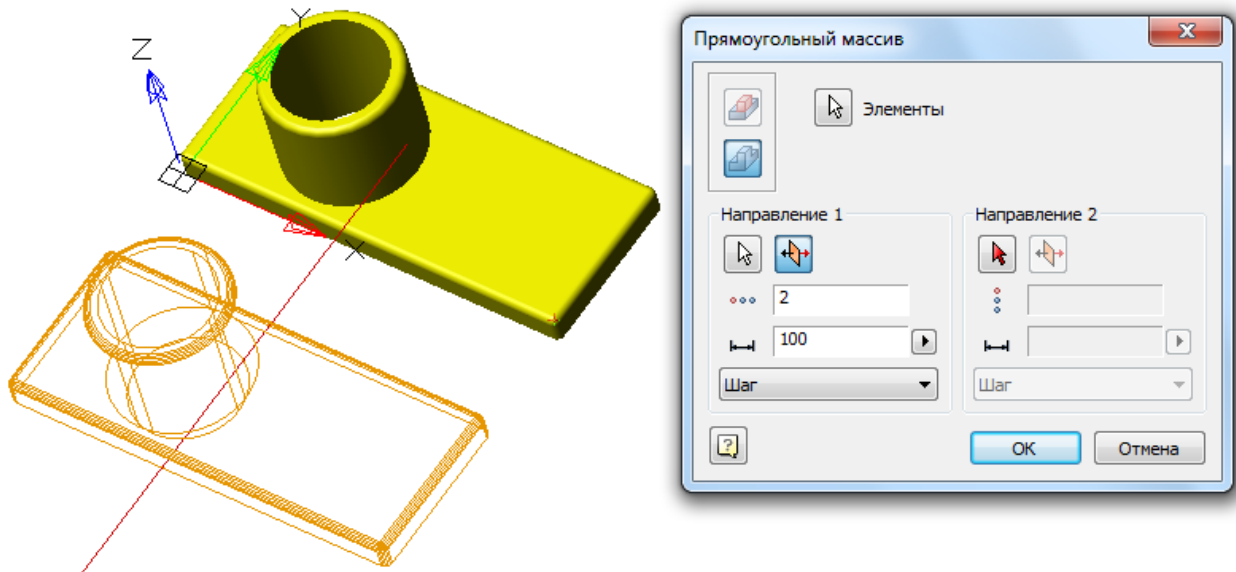 Z
Y
X
Прямоугольный массив
Элементы
Направление 1
Направление 2
2
100
Шаг
Шаг
OK
Отмена